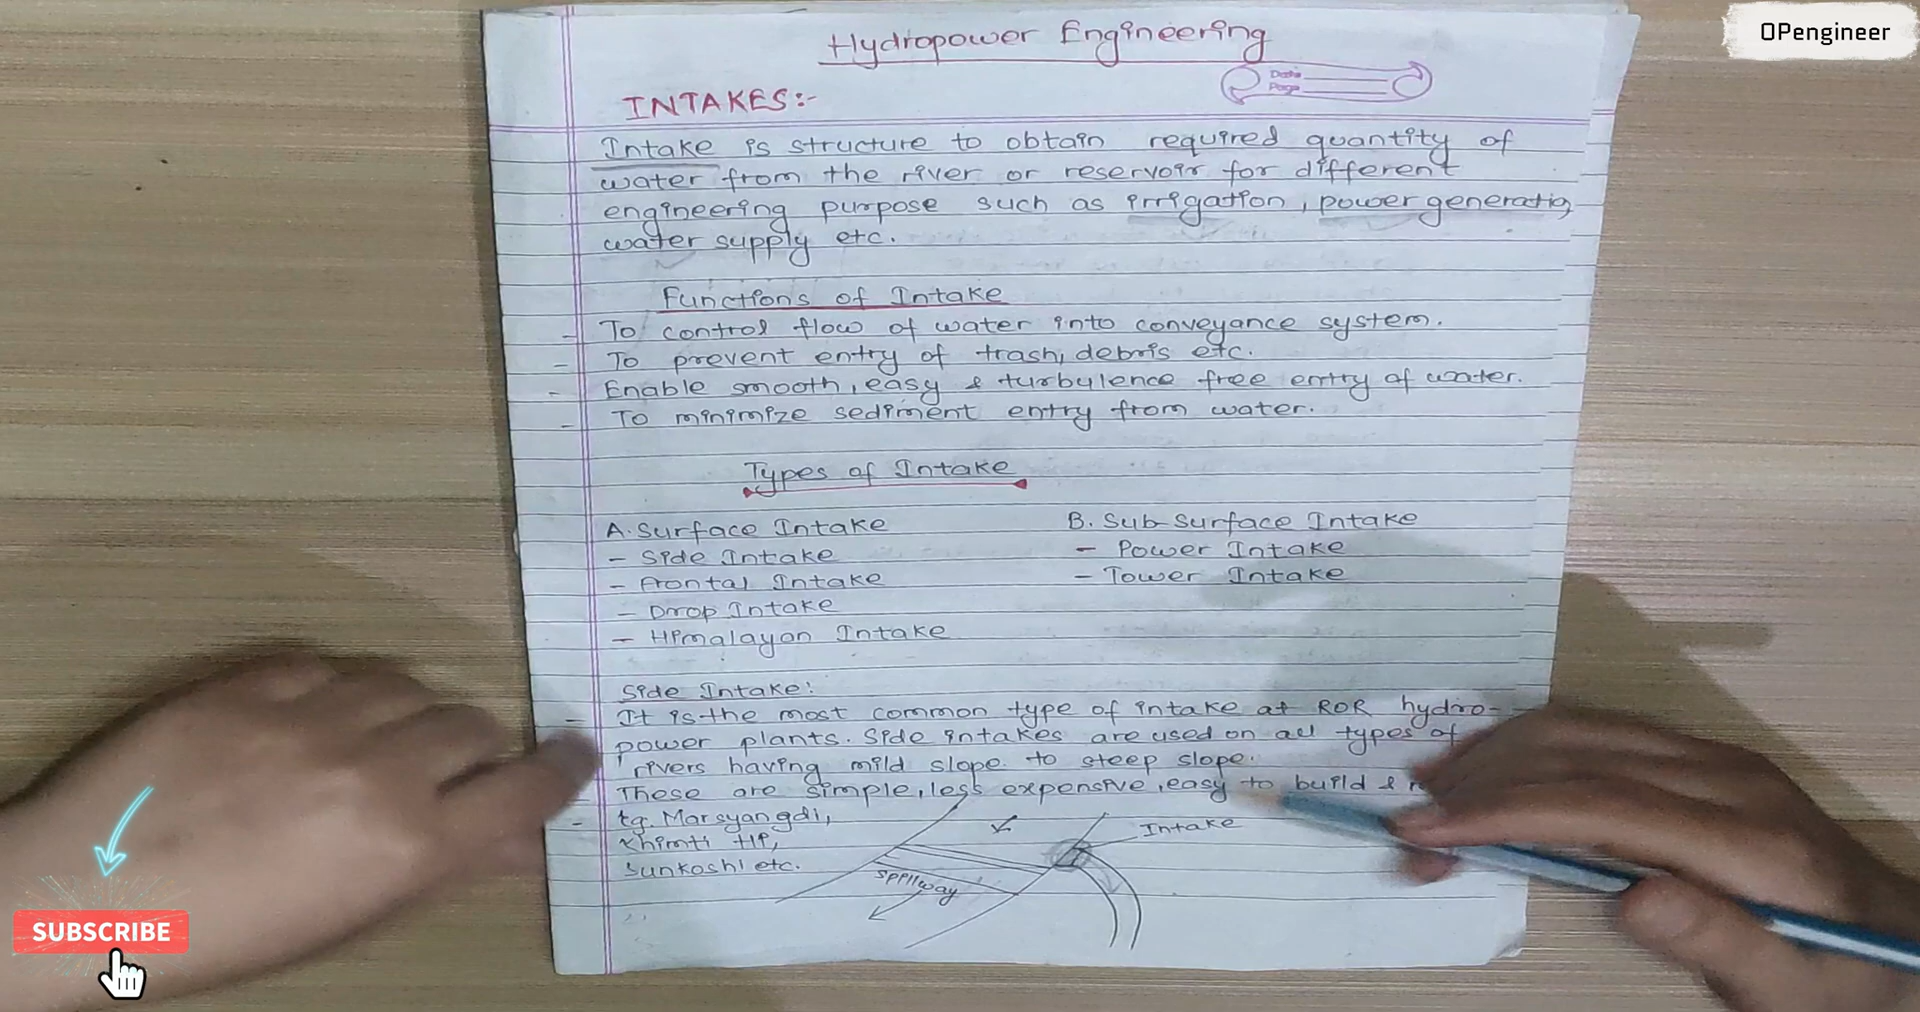 OPengineer
Hydropower Engineering
Date
Page
INTAKES:-
Intake is structure to obtain required quantity of
water from the river or reservoir for different
engineering purpose such as irrigation, power generatio
water supply etc.
Functions of Intake
- To control flow of water into conveyance system.
- To prevent entry of trash, debris etc.
- Enable smooth, easy & turbulence free entry of water.
- To minimize sediment entry from water.
Types of Intake
A. Surface Intake
- Side Intake
- Frontal Intake
- Drop Intake
- Himalayan Intake
B. Sub-Surface Intake
- Power Intake
- Tower Intake
Side Intake:
- It is the most common type of intake at ROR hydro-
power plants. Side intakes are used on all types of
rivers having mild slope to steep slope.
- These are simple, less expensive, easy to build &
- eg. Marsyangdi,
Khimti HP,
Sunkoshi etc.
Intake
Spillway
SUBSCRIBE